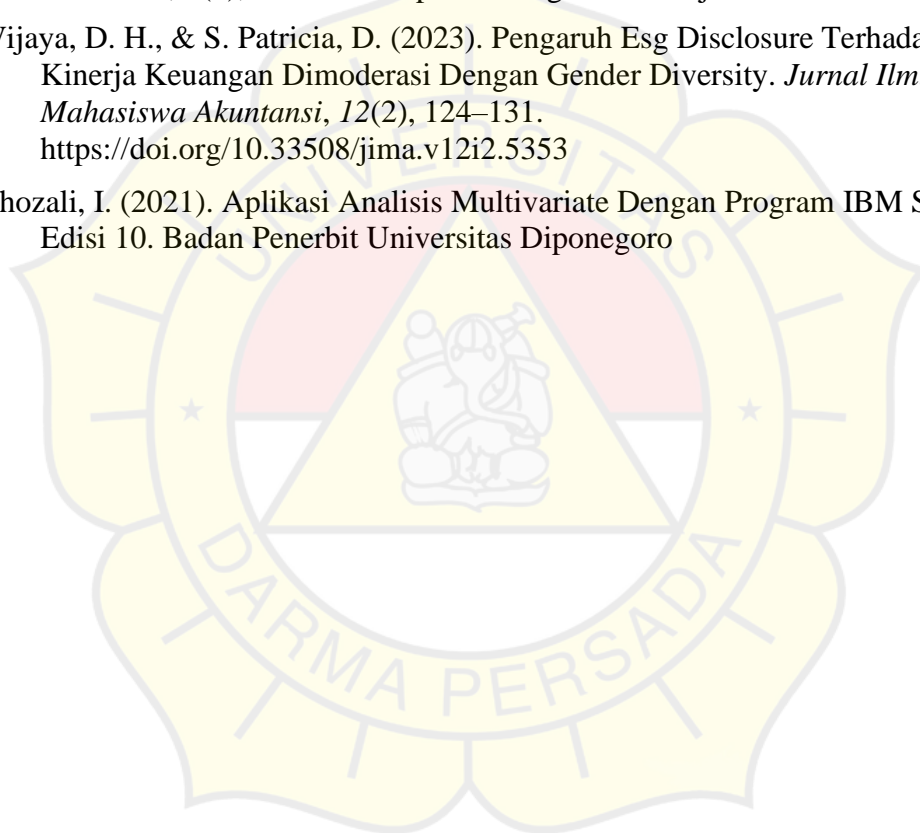 Vijaya, D. H., & S. Patricia, D. (2023). Pengaruh Esg Disclosure Terhada
Kinerja Keuangan Dimoderasi Dengan Gender Diversity. Jurnal Ilm
Mahasiswa Akuntansi, 12(2), 124–131.
https://doi.org/10.33508/jima.v12i2.5353
hozali, I. (2021). Aplikasi Analisis Multivariate Dengan Program IBM S
Edisi 10. Badan Penerbit Universitas Diponegoro
UNIVERSITAS
DARMA PERSADA